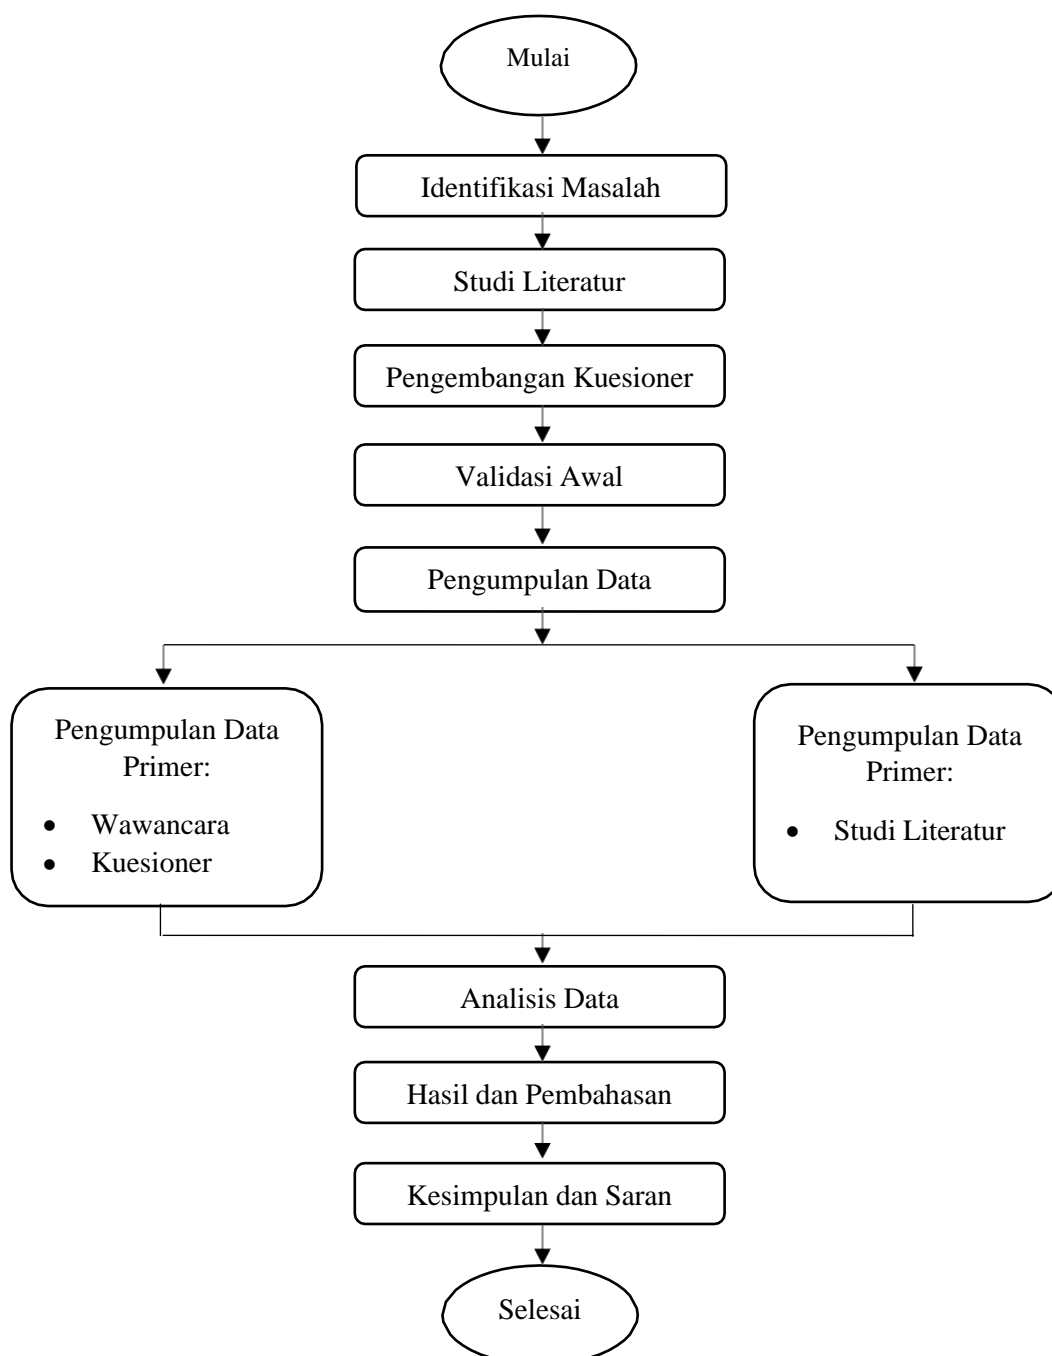 Mulai
Identifikasi Masalah
Studi Literatur
Pengembangan Kuesioner
Validasi Awal
Pengumpulan Data
Pengumpulan Data
Primer:
• Wawancara
• Kuesioner
Pengumpulan Data
Primer:
• Studi Literatur
Analisis Data
Hasil dan Pembahasan
Kesimpulan dan Saran
Selesai